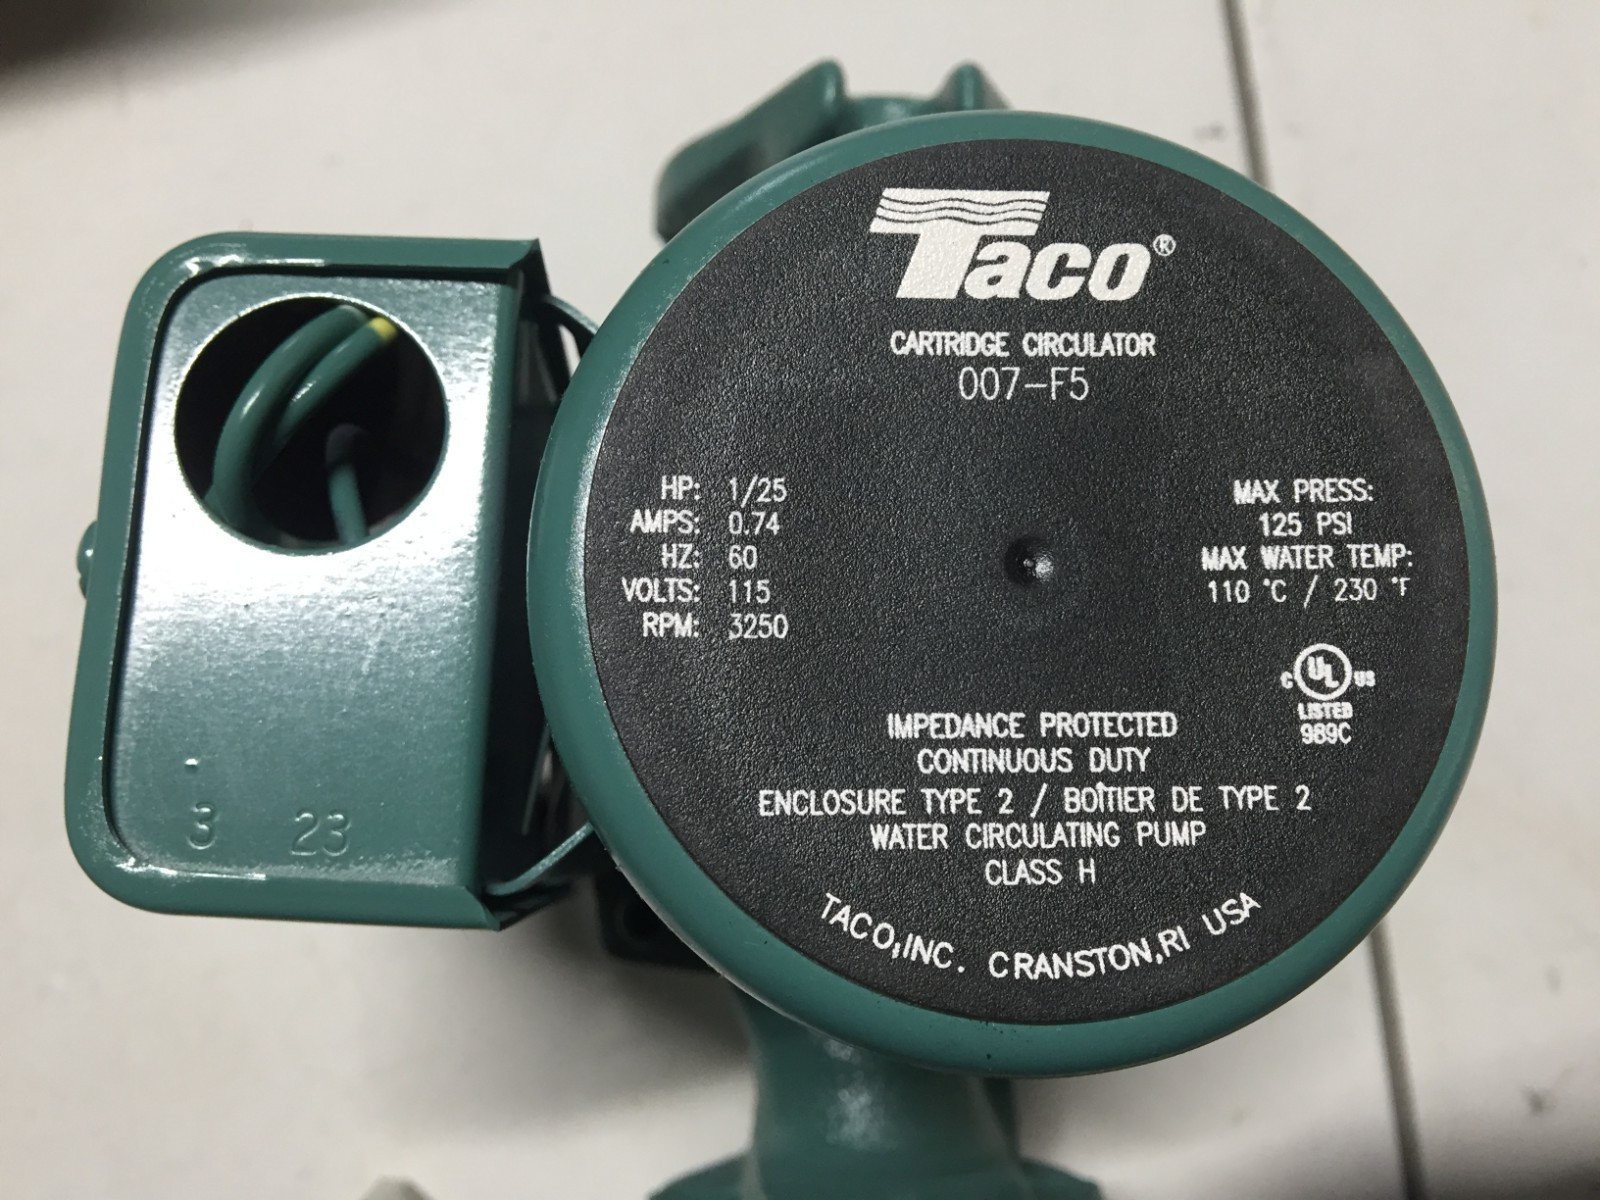 Taco®
CARTRIDGE CIRCULATOR
007-F5
HP: 1/25
AMPS: 0.74
HZ: 60
VOLTS: 115
RPM: 3250
MAX PRESS:
125 PSI
MAX WATER TEMP:
110 °C / 230 °F
C UL US
LISTED
989C
IMPEDANCE PROTECTED
CONTINUOUS DUTY
ENCLOSURE TYPE 2 / BOÎTIER DE TYPE 2
WATER CIRCULATING PUMP
CLASS H
TACO,INC. CRANSTON,RI USA
3 23